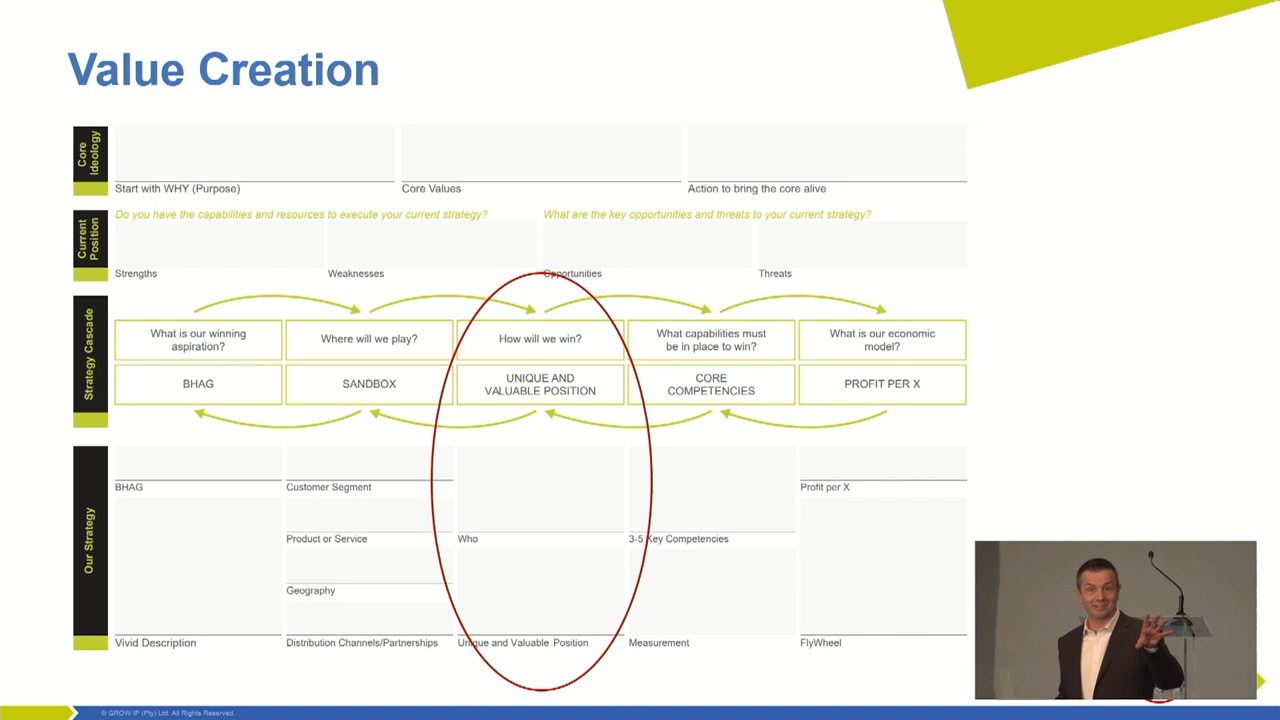 Value Creation
Core
Ideology
Start with WHY (Purpose)
Core Values
Action to bring the core alive
Current
Position
Do you have the capabilities and resources to execute your current strategy?
What are the key opportunities and threats to your current strategy?
Strengths
Weaknesses
Opportunities
Threats
Strategy Cascade
What is our winning
aspiration?
Where will we play?
How will we win?
What capabilities must
be in place to win?
What is our economic
model?
BHAG
SANDBOX
UNIQUE AND
VALUABLE POSITION
CORE
COMPETENCIES
PROFIT PER X
Our Strategy
BHAG
Customer Segment
Profit per X
Product or Service
Who
3-5 Key Competencies
Geography
Vivid Description
Distribution Channels/Partnerships
Unique and Valuable Position
Measurement
FlyWheel
© GROW IP (Pty) Ltd. All Rights Reserved.